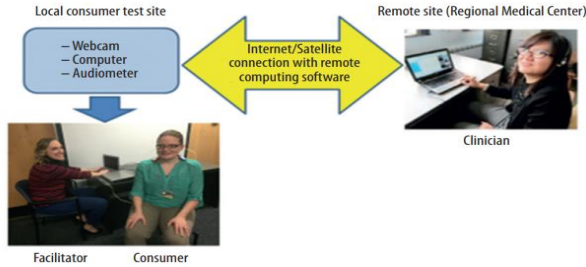 Local consumer test site
Remote site (Regional Medical Center)
– Webcam
– Computer
– Audiometer
Internet/Satellite
connection with remote
computing software
Clinician
Facilitator
Consumer